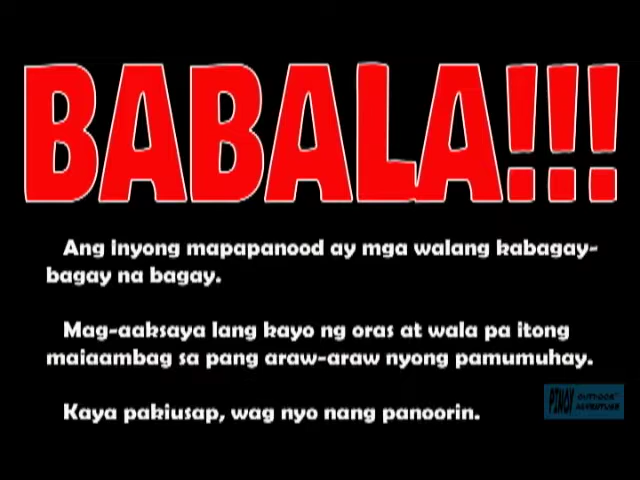 BABALA!!!
Ang inyong mapapanood ay mga walang kabagay-
bagay na bagay.
Mag-aaksaya lang kayo ng oras at wala pa itong
maiaambag sa pang araw-araw nyong pamumuhay.
Kaya pakiusap, wag nyo nang panoorin.
PINOY